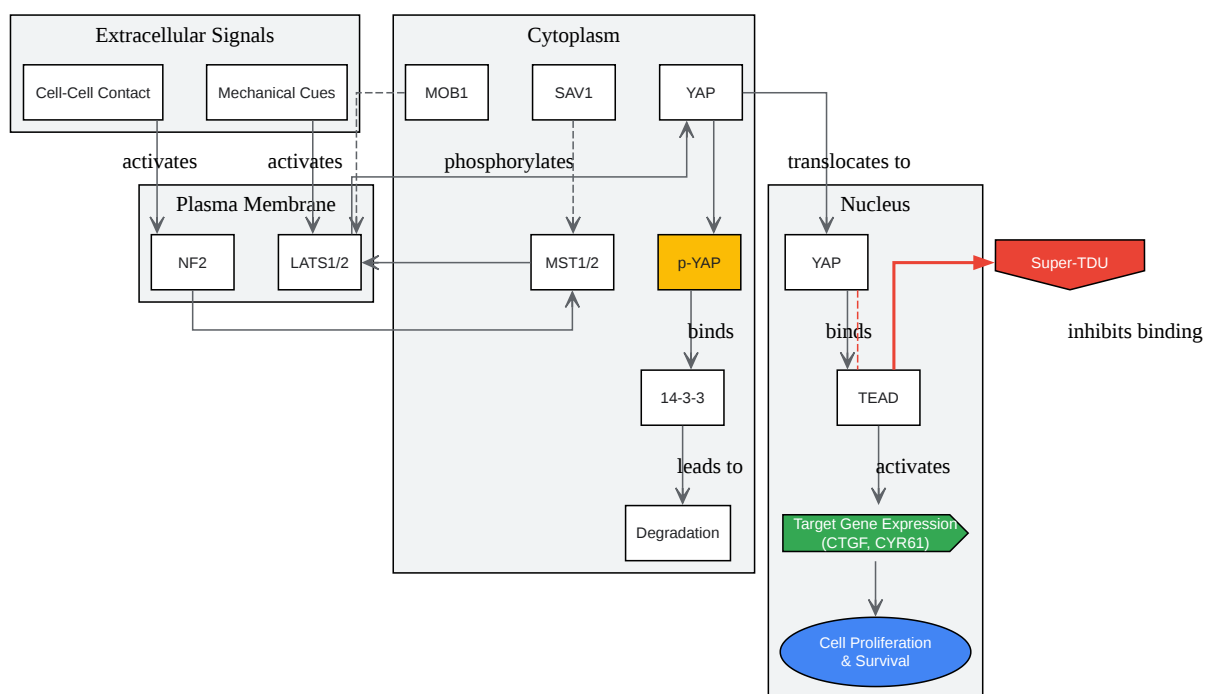 Extracellular Signals
Cytoplasm
Cell-Cell Contact
Mechanical Cues
MOB1
SAV1
YAP
activates
activates
phosphorylates
translocates to
Plasma Membrane
Nucleus
NF2
LATS1/2
MST1/2
p-YAP
YAP
Super-TDU
binds
binds
inhibits binding
14-3-3
TEAD
leads to
activates
Degradation
Target Gene Expression
(CTGF, CYR61)
Cell Proliferation
& Survival